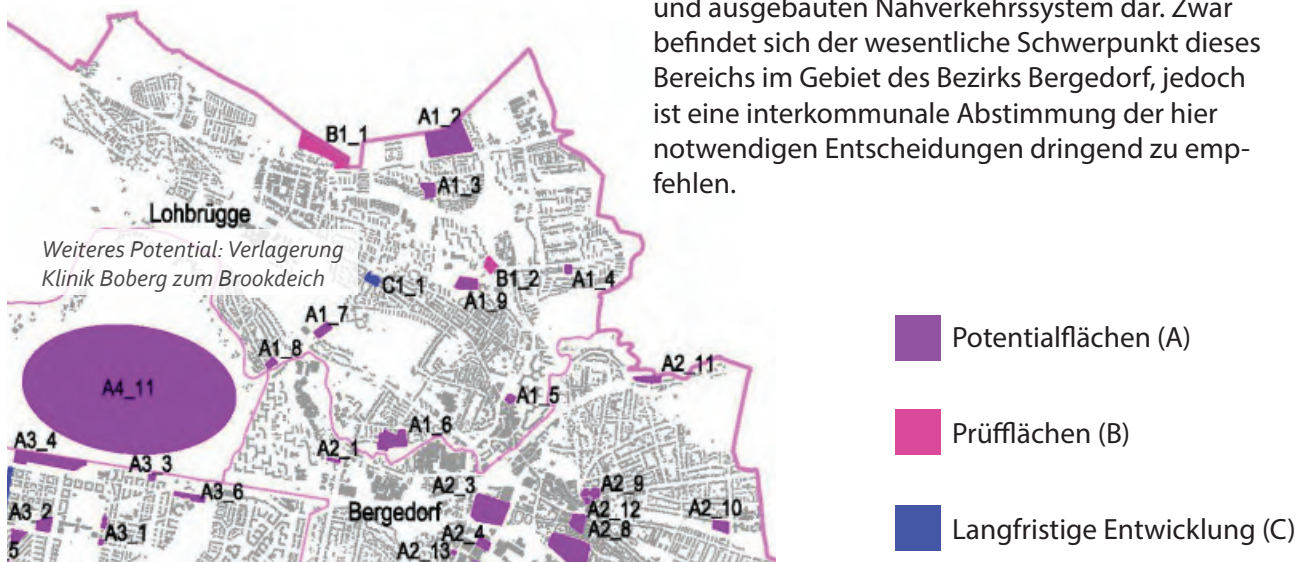 und ausgebauten Nahverkehrssystem dar. Zwar
befindet sich der wesentliche Schwerpunkt dieses
Bereichs im Gebiet des Bezirks Bergedorf, jedoch
ist eine interkommunale Abstimmung der hier
notwendigen Entscheidungen dringend zu emp-
fehlen.
A1_2
B1_1
A1_3
Lohbrügge
Weiteres Potential: Verlagerung
Klinik Boberg zum Brookdeich
C1_1
B1_2
A1_4
A1_9
A1_7
A1_8
A2_11
A4_11
A1_5
A1_6
A3_4
A2_1
A3_3
A3_6
A2_3
A2_9
Bergedorf
A2_12
A2_10
A3_2
A3_1
A2_8
A2_4
A2_13
5
Potentialflächen (A)
Prüfflächen (B)
Langfristige Entwicklung (C)